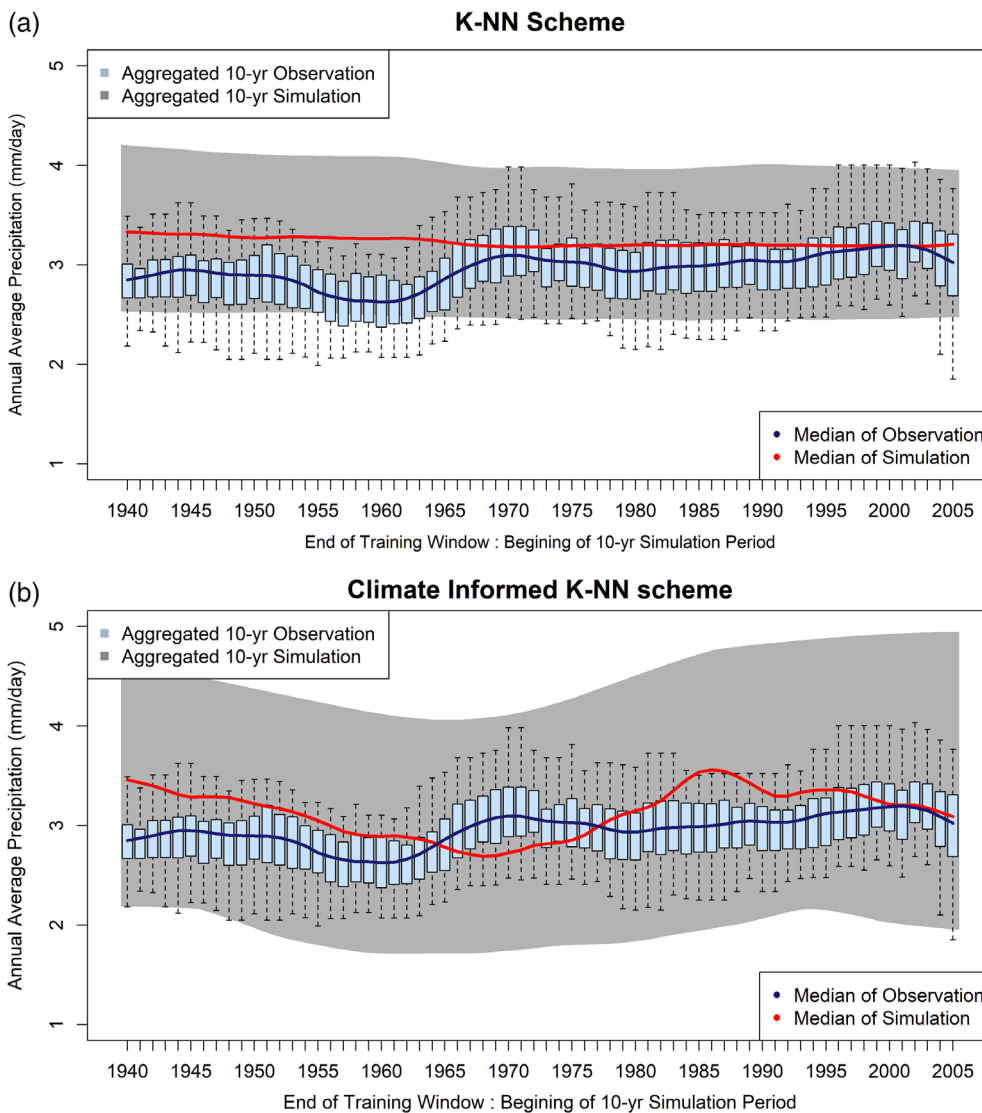 (a)
K-NN Scheme
Aggregated 10-yr Observation
Aggregated 10-yr Simulation
Annual Average Precipitation (mm/day)
5
4
3
2
1
Median of Observation
Median of Simulation
1940 1945 1950 1955 1960 1965 1970 1975 1980 1985 1990 1995 2000 2005
End of Training Window : Begining of 10-yr Simulation Period
(b)
Climate Informed K-NN scheme
Aggregated 10-yr Observation
Aggregated 10-yr Simulation
Annual Average Precipitation (mm/day)
5
4
3
2
1
Median of Observation
Median of Simulation
1940 1945 1950 1955 1960 1965 1970 1975 1980 1985 1990 1995 2000 2005
End of Training Window : Begining of 10-yr Simulation Period